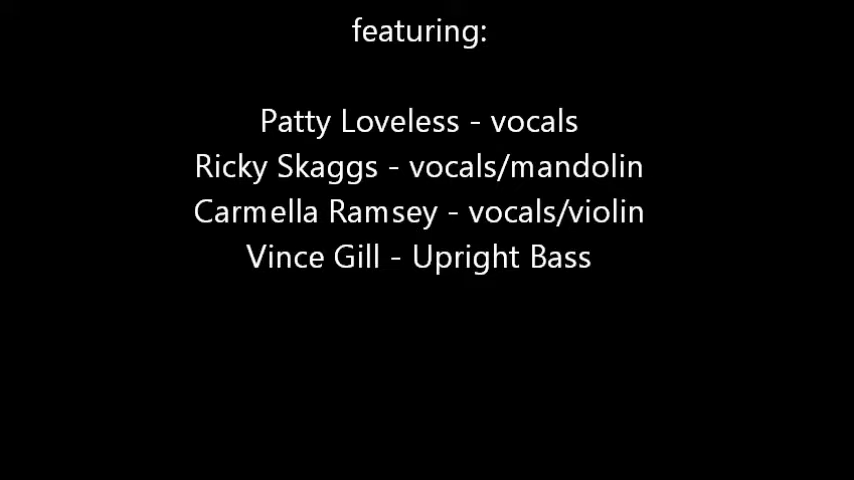 featuring:
Patty Loveless - vocals
Ricky Skaggs - vocals/mandolin
Carmella Ramsey - vocals/violin
Vince Gill - Upright Bass